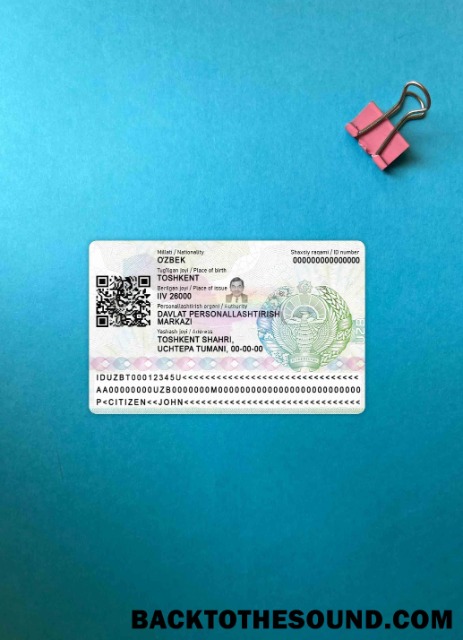 Millati / Nationality
O'ZBEK
Shaxsiy raqami / ID number
00000000000000
Tug'ilgan joyi / Place of birth
TOSHKENT
Berilgan joyi / Place of issue
IIV 26000
Personallashtirish organi / Authority
DAVLAT PERSONALLASHTIRISH
MARKAZI
Yashash joyi /
TOSHKENT SHAHRI,
UCHTEPA TUMANI, 00-00-00
IDUZBT00012345U<<<<<<<<<<<<<<<<<<<<<<<
AA00000000UZB0000000M000000000000000000000
P<CITIZEN<<JOHN<<<<<<<<<<<<<<<<<<<<<<<<<<<
BACKTOTHESOUND.COM